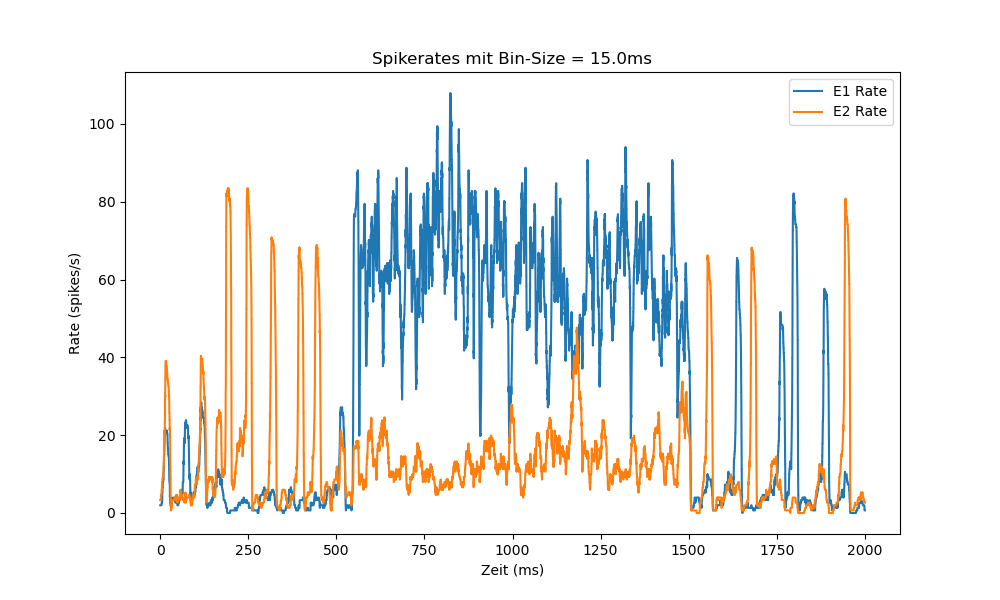 Spikerates mit Bin-Size = 15.0ms
E1 Rate
E2 Rate
Rate (spikes/s)
100
80
60
40
20
0
0 250 500 750 1000 1250 1500 1750 2000
Zeit (ms)